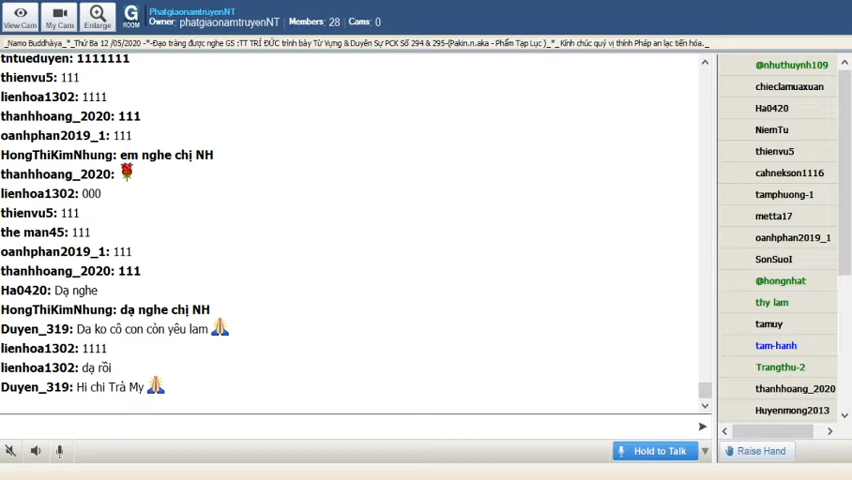 View Cam
My Cam
Enlarge
G
ROOM
PhatgiaonamtruyenNT
Owner: phatgiaonamtruyenNT | Members: 28 | Cams: 0
_Namo Buddhàya_*_Thứ Ba 12 /05/2020 -*-Đạo tràng được nghe GS :TT TRÍ ĐỨC trình bày Từ Vựng & Duyên Sự PCK Số 294 & 295-(Pakin.n.aka - Phẩm Tạp Lục )_*_ Kính chúc quý vị thính Pháp an lạc tiến hóa._
tntueduyen: 1111111
thienvu5: 111
lienhoa1302: 1111
thanhhoang_2020: 111
oanhphan2019_1: 111
HongThiKimNhung: em nghe chị NH
thanhhoang_2020:
lienhoa1302: 000
thienvu5: 111
the man45: 111
oanhphan2019_1: 111
thanhhoang_2020: 111
Ha0420: Dạ nghe
HongThiKimNhung: dạ nghe chị NH
Duyen_319: Da ko cô con còn yêu lam
lienhoa1302: 1111
lienhoa1302: dạ rồi
Duyen_319: Hi chi Trà My
@nhuthuynh109
chieclamuaxuan
Ha0420
NiemTu
thienvu5
cahnekson1116
tamphuong-1
metta17
oanhphan2019_1
SonSuoI
@hongnhat
thy lam
tamuy
tam-hanh
Trangthu-2
thanhhoang_2020
Huyenmong2013
Hold to Talk
Raise Hand